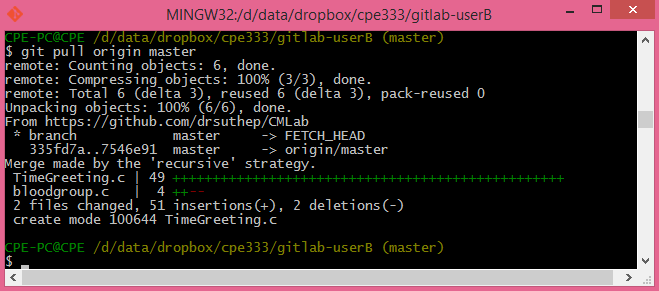 MINGW32:/d/data/dropbox/cpe333/gitlab-userB
CPE-PC@CPE /d/data/dropbox/cpe333/gitlab-userB (master)
$ git pull origin master
remote: Counting objects: 6, done.
remote: Compressing objects: 100% (3/3), done.
remote: Total 6 (delta 3), reused 6 (delta 3), pack-reused 0
Unpacking objects: 100% (6/6), done.
From https://github.com/drsuthep/CMLab
 * branch            master     -> FETCH_HEAD
   335fd7a..7546e91  master     -> origin/master
Merge made by the 'recursive' strategy.
 TimeGreeting.c | 49 +++++++++++++++++++++++++++++++++++++++++++++++++
 bloodgroup.c   |  4 ++--
 2 files changed, 51 insertions(+), 2 deletions(-)
 create mode 100644 TimeGreeting.c
CPE-PC@CPE /d/data/dropbox/cpe333/gitlab-userB (master)
$